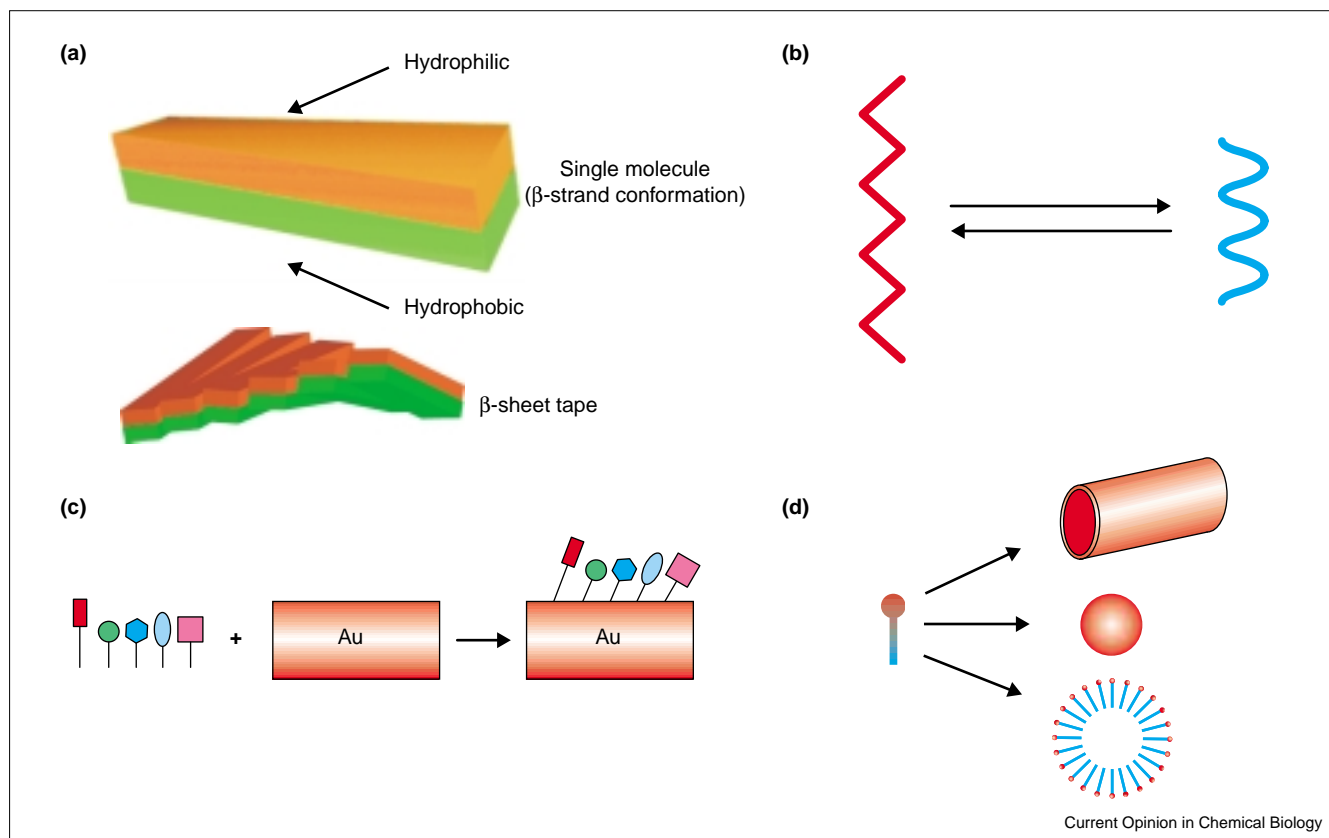 (a)
Hydrophilic
Single molecule
(β-strand conformation)
Hydrophobic
β-sheet tape
(b)
(c)
+
Au
Au
(d)
Current Opinion in Chemical Biology